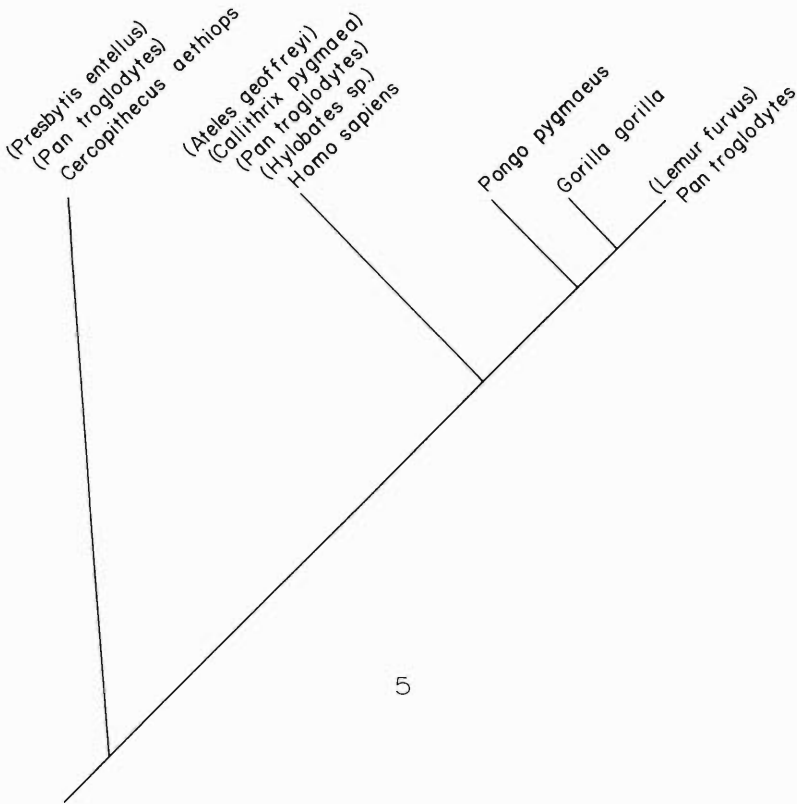 (Presbytis entellus)
(Pan troglodytes)
Cercopithecus aethiops
(Ateles geoffreyi)
(Callithrix pygmaea)
(Pan troglodytes)
(Hylobates sp.)
Homo sapiens
Pongo pygmaeus
Gorilla gorilla
(Lemur furvus)
Pan troglodytes
5